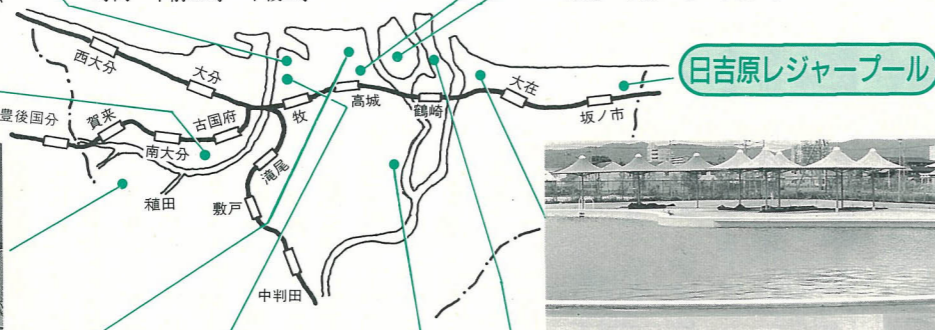 西大分
大分
豊後国分
賀来
南大分
古国府
牧
高城
鶴崎
大在
坂ノ市
滝尾
敷戸
中判田
稙田
日吉原レジャープール